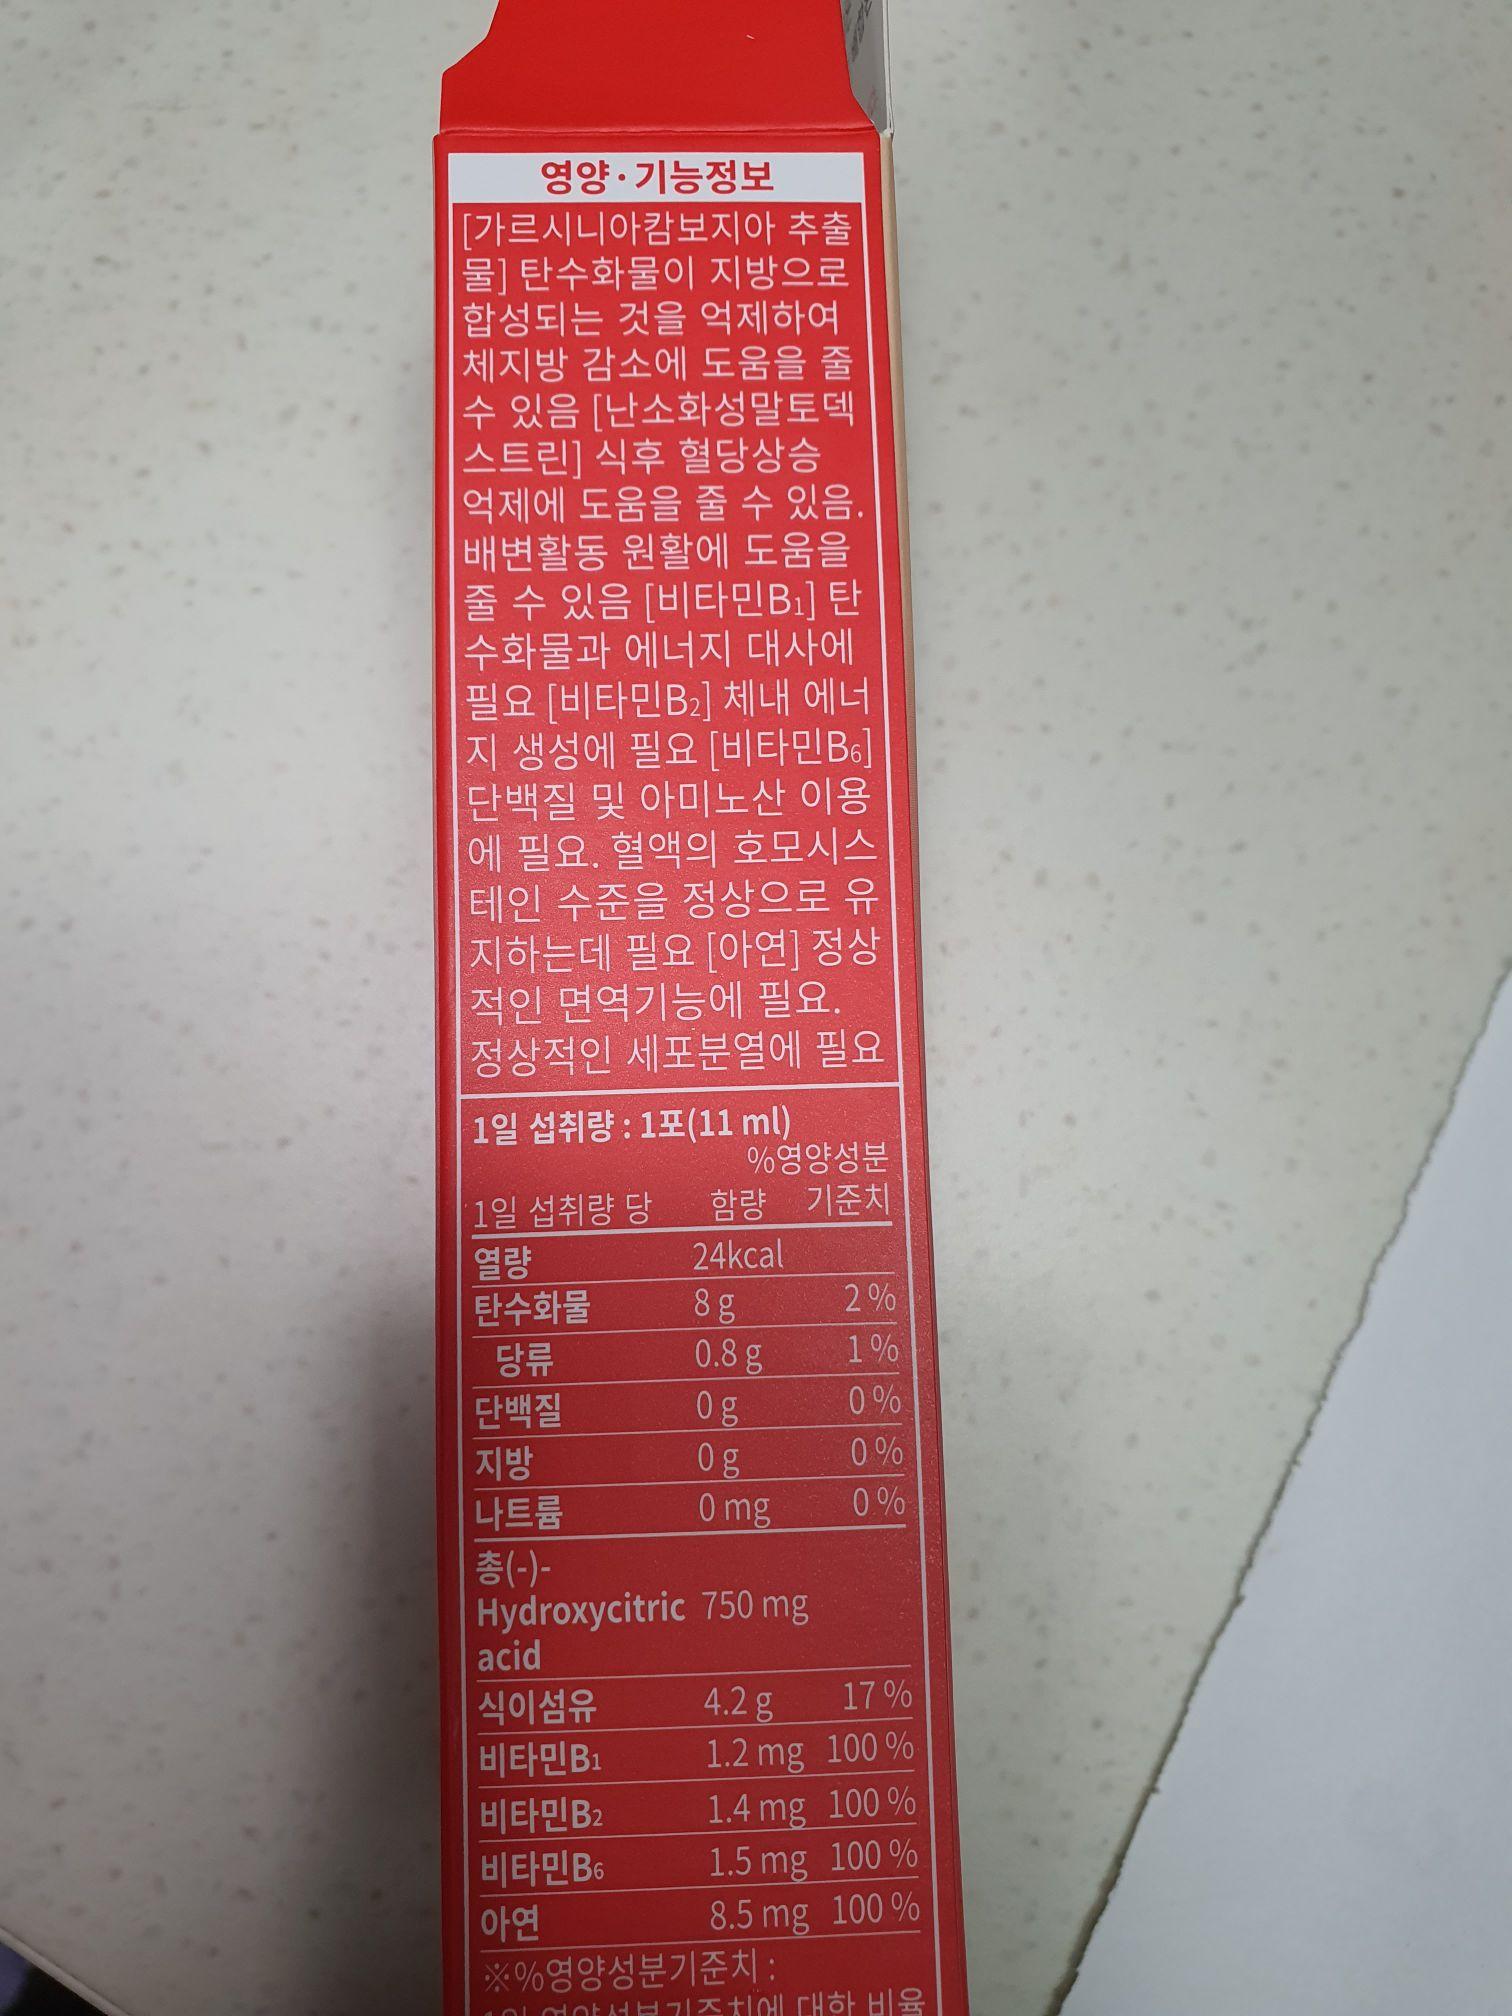 영양·기능정보
[가르시니아캄보지아 추출
물] 탄수화물이 지방으로
합성되는 것을 억제하여
체지방 감소에 도움을 줄
수 있음 [난소화성말토덱
스트린] 식후 혈당상승
억제에 도움을 줄 수 있음.
배변활동 원활에 도움을
줄 수 있음 [비타민B₁] 탄
수화물과 에너지 대사에
필요 [비타민B₂] 체내 에너
지 생성에 필요 [비타민B₆]
단백질 및 아미노산 이용
에 필요. 혈액의 호모시스
테인 수준을 정상으로 유
지하는데 필요 [아연] 정상
적인 면역기능에 필요.
정상적인 세포분열에 필요
1일 섭취량 : 1포(11 ml)
%영양성분
1일 섭취량 당 함량 기준치
열량 24kcal
탄수화물 8 g 2 %
당류 0.8 g 1 %
단백질 0 g 0 %
지방 0 g 0 %
나트륨 0 mg 0 %
총(-)-
Hydroxycitric 750 mg
acid
식이섬유 4.2 g 17 %
비타민B₁ 1.2 mg 100 %
비타민B₂ 1.4 mg 100 %
비타민B₆ 1.5 mg 100 %
아연 8.5 mg 100 %
※%영양성분기준치 :
1일 영양성분기준치에 대한 비율